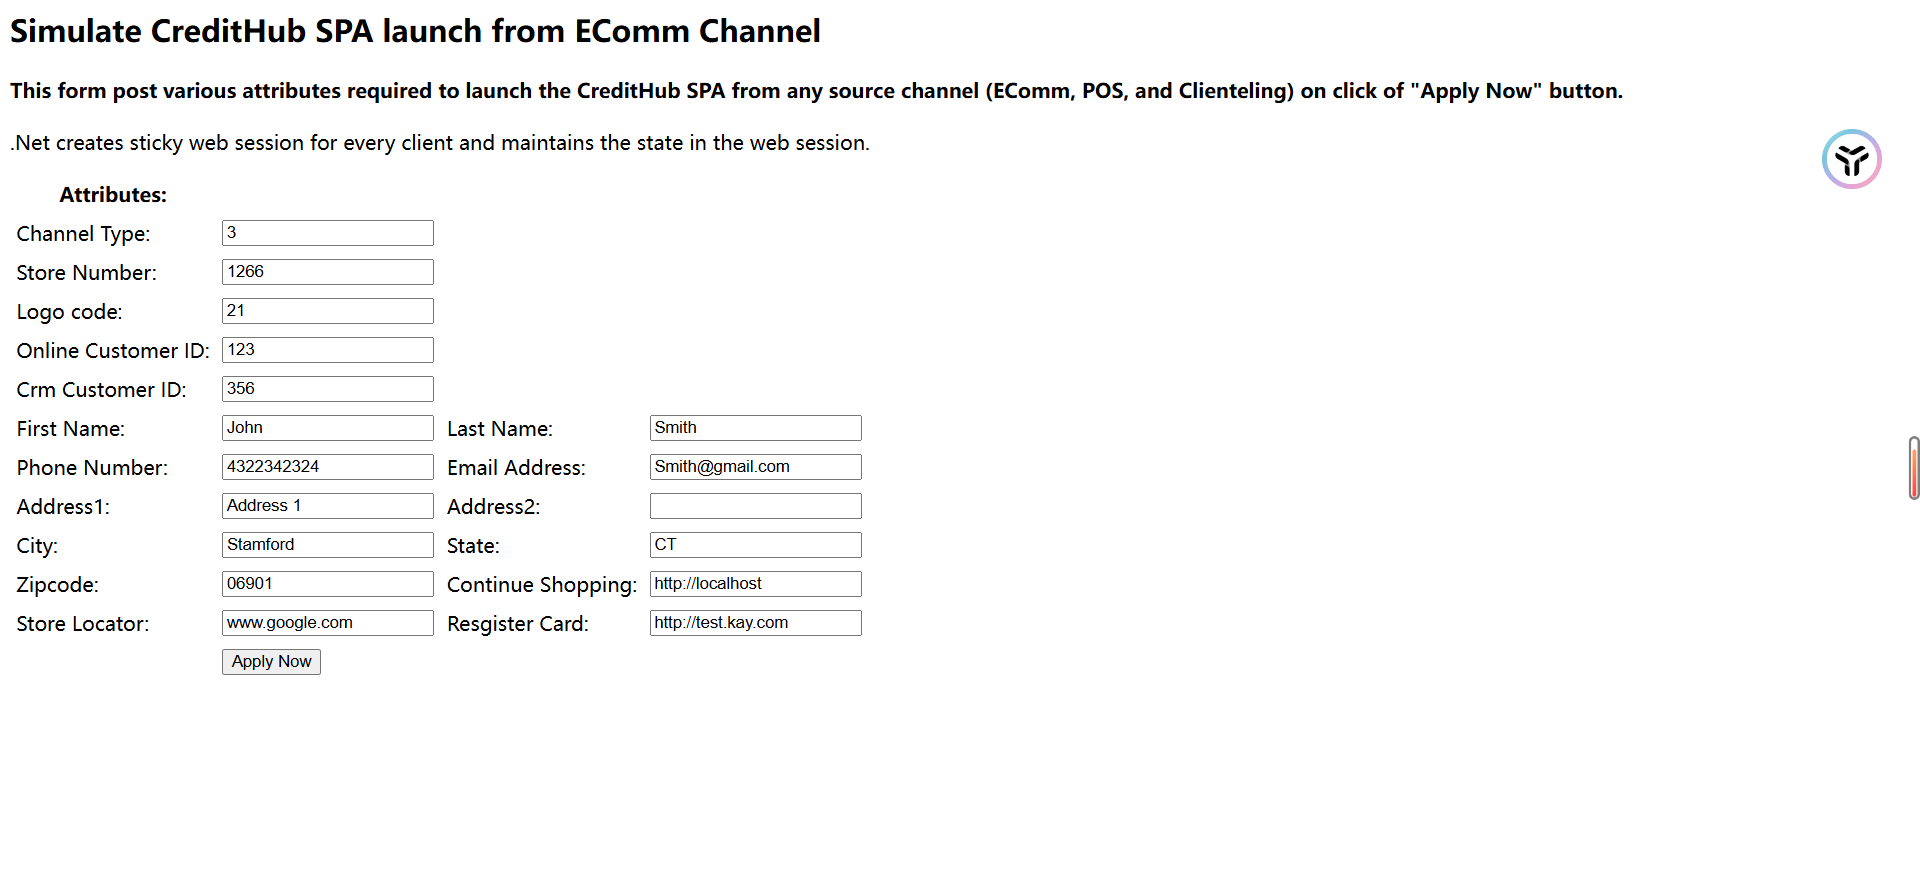 Simulate CreditHub SPA launch from EComm Channel
This form post various attributes required to launch the CreditHub SPA from any source channel (EComm, POS, and Clienteling) on click of "Apply Now" button.
.Net creates sticky web session for every client and maintains the state in the web session.
Attributes:
Channel Type: 3
Store Number: 1266
Logo code: 21
Online Customer ID: 123
Crm Customer ID: 356
First Name: John Last Name: Smith
Phone Number: 4322342324 Email Address: Smith@gmail.com
Address1: Address 1 Address2:
City: Stamford State: CT
Zipcode: 06901 Continue Shopping: http://localhost
Store Locator: www.google.com Resgister Card: http://test.kay.com
Apply Now